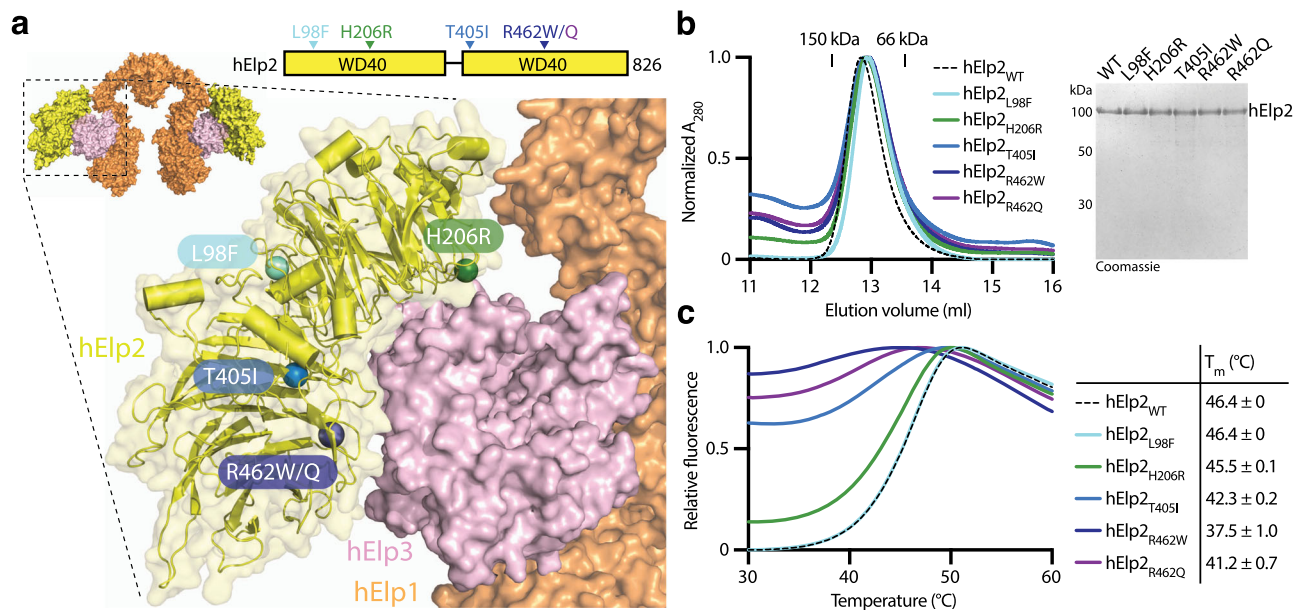 a
L98F H206R T405I R462W/Q
hElp2 WD40 WD40 826
L98F
H206R
hElp2
T405I
R462W/Q
hElp3
hElp1
b
150 kDa 66 kDa
Normalized A280
1.0
0.5
0
11 12 13 14 15 16
Elution volume (ml)
hElp2WT
hElp2L98F
hElp2H206R
hElp2T405I
hElp2R462W
hElp2R462Q
WT L98F H206R T405I R462W R462Q
kDa
100 hElp2
50
30
Coomassie
c
Relative fluorescence
1.0
0.5
0
30 40 50 60
Temperature (°C)
Tm (°C)
hElp2WT 46.4 ± 0
hElp2L98F 46.4 ± 0
hElp2H206R 45.5 ± 0.1
hElp2T405I 42.3 ± 0.2
hElp2R462W 37.5 ± 1.0
hElp2R462Q 41.2 ± 0.7